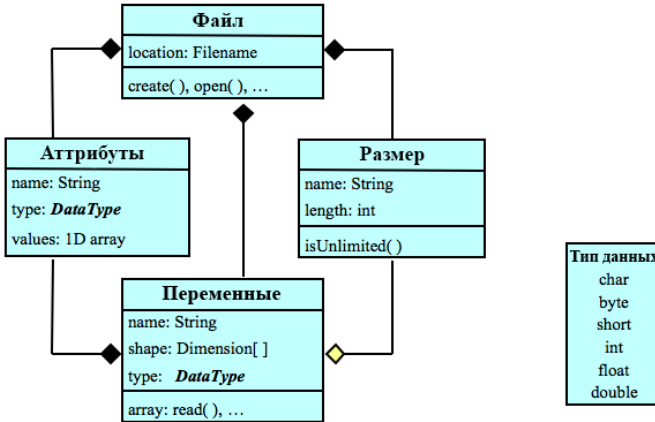 Файл
location: Filename
create( ), open( ), …
Аттрибуты
name: String
type: DataType
values: 1D array
Размер
name: String
length: int
isUnlimited( )
Переменные
name: String
shape: Dimension[ ]
type: DataType
array: read( ), …
Тип данных
char
byte
short
int
float
double